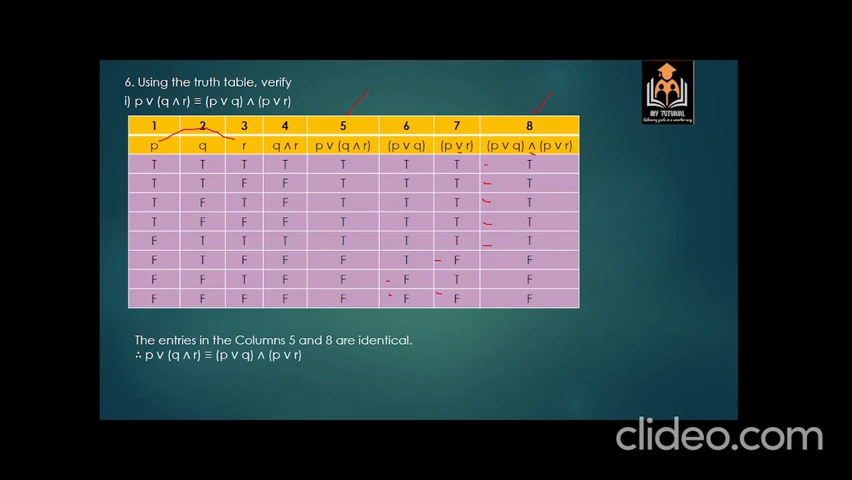 6. Using the truth table, verify
i) p ∨ (q ∧ r) ≡ (p ∨ q) ∧ (p ∨ r)
1 2 3 4 5 6 7 8
p q r q ∧ r p ∨ (q ∧ r) (p ∨ q) (p ∨ r) (p ∨ q) ∧ (p ∨ r)
T T T T T T T T
T T F F T T T T
T F T F T T T T
T F F F T T T T
F T T T T T T T
F T F F F T F F
F F T F F F T F
F F F F F F F F
The entries in the Columns 5 and 8 are identical.
∴ p ∨ (q ∧ r) ≡ (p ∨ q) ∧ (p ∨ r)
MY TUTORIAL
clideo.com